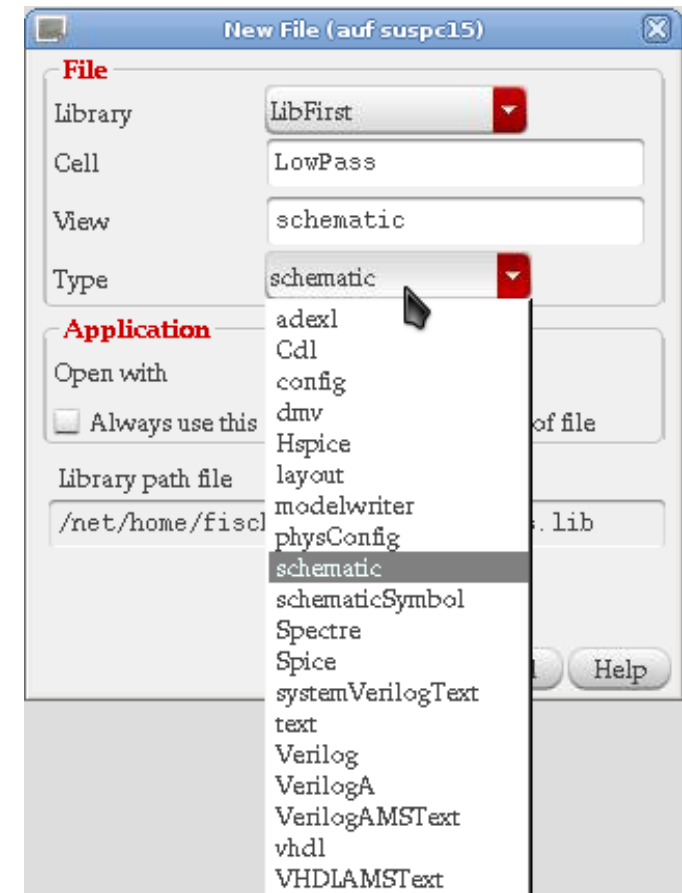 New File (auf suspc15)
File
Library LibFirst
Cell LowPass
View schematic
Type schematic
adexl
Application
Cdl
Open with
config
dmv
Always use this of file
Hspice
layout
Library path file
modelwriter
/net/home/fisc .lib
physConfig
schematic
schematicSymbol
Spectre
Spice
Help
systemVerilogText
text
Verilog
VerilogA
VerilogAMSText
vhdl
VHDLAMSText